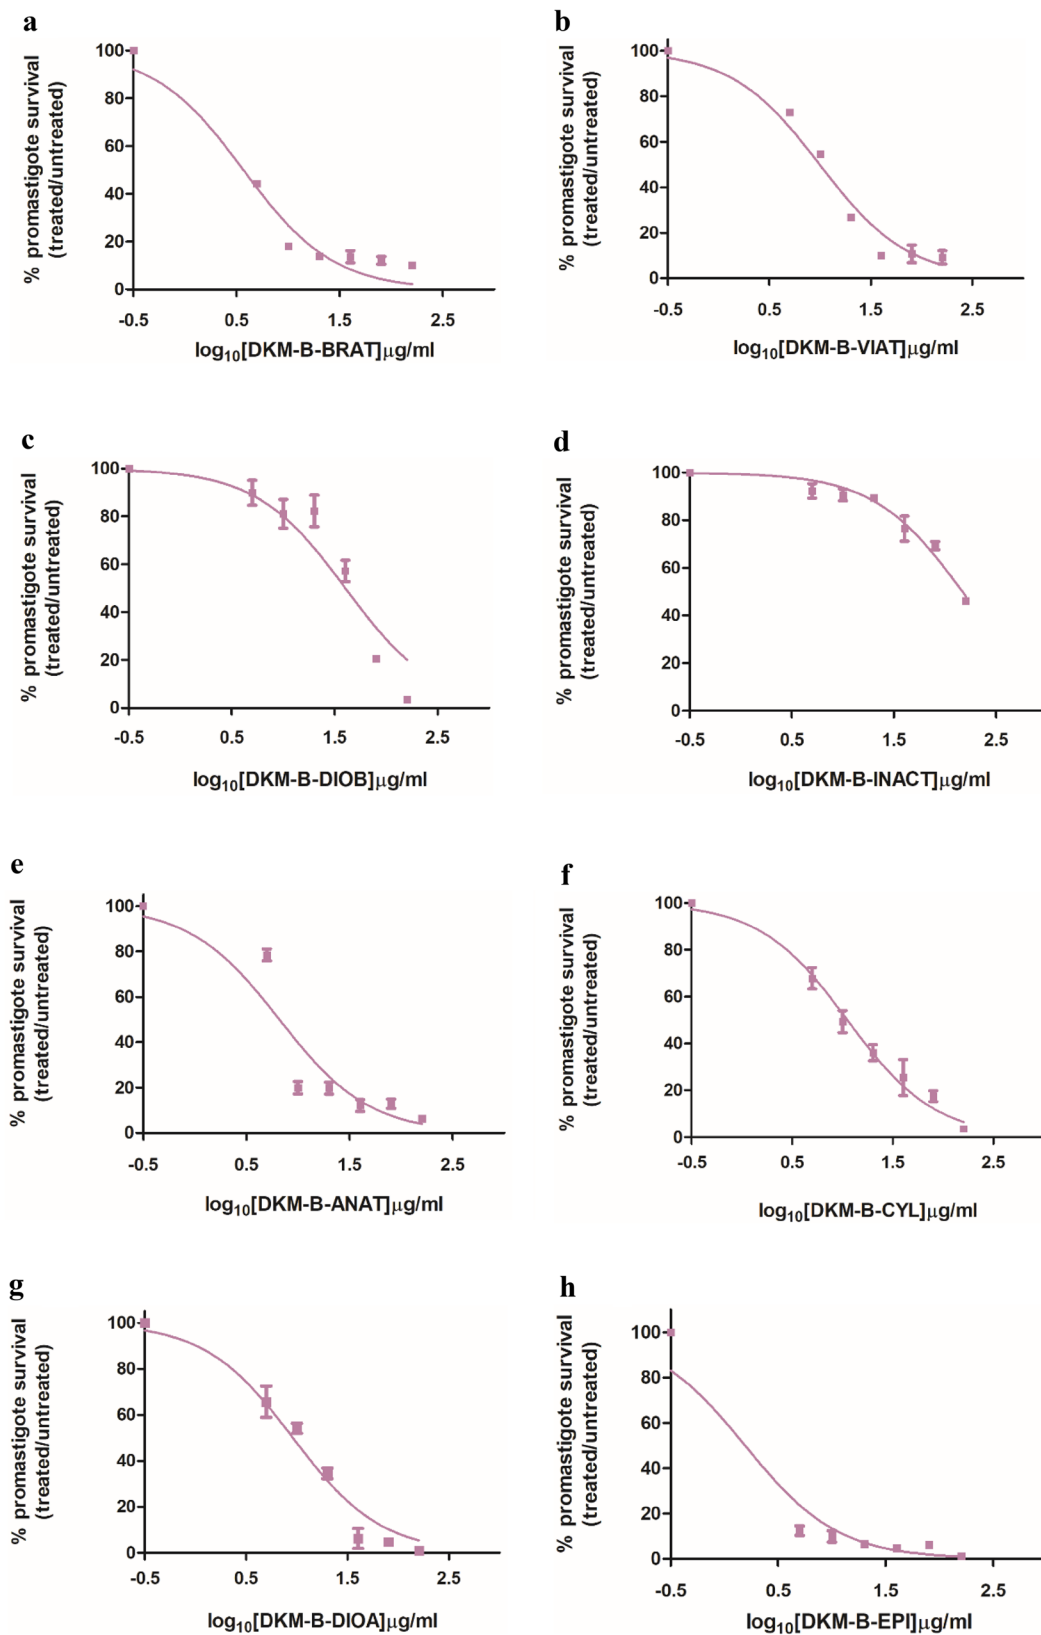 a
% promastigote survival
(treated/untreated)
100
80
60
40
20
0
-0.5 0.5 1.5 2.5
log10[DKM-B-BRAT]µg/ml
b
% promastigote survival
(treated/untreated)
100
80
60
40
20
0
-0.5 0.5 1.5 2.5
log10[DKM-B-VIAT]µg/ml
c
% promastigote survival
(treated/untreated)
100
80
60
40
20
0
-0.5 0.5 1.5 2.5
log10[DKM-B-DIOB]µg/ml
d
% promastigote survival
(treated/untreated)
100
80
60
40
20
0
-0.5 0.5 1.5 2.5
log10[DKM-B-INACT]µg/ml
e
% promastigote survival
(treated/untreated)
100
80
60
40
20
0
-0.5 0.5 1.5 2.5
log10[DKM-B-ANAT]µg/ml
f
% promastigote survival
(treated/untreated)
100
80
60
40
20
0
-0.5 0.5 1.5 2.5
log10[DKM-B-CYL]µg/ml
g
% promastigote survival
(treated/untreated)
100
80
60
40
20
0
-0.5 0.5 1.5 2.5
log10[DKM-B-DIOA]µg/ml
h
% promastigote survival
(treated/untreated)
100
80
60
40
20
0
-0.5 0.5 1.5 2.5
log10[DKM-B-EPI]µg/ml